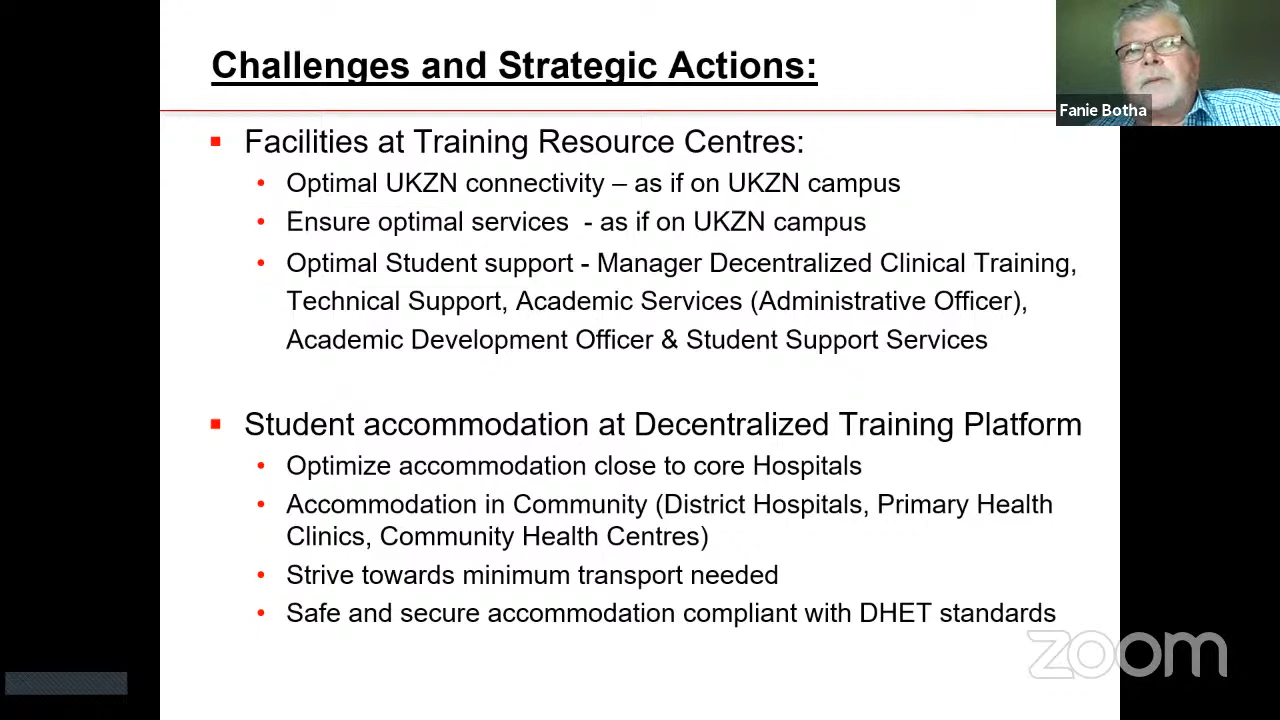 Challenges and Strategic Actions:
Fanie Botha
Facilities at Training Resource Centres:
Optimal UKZN connectivity – as if on UKZN campus
Ensure optimal services - as if on UKZN campus
Optimal Student support - Manager Decentralized Clinical Training,
Technical Support, Academic Services (Administrative Officer),
Academic Development Officer & Student Support Services
Student accommodation at Decentralized Training Platform
Optimize accommodation close to core Hospitals
Accommodation in Community (District Hospitals, Primary Health
Clinics, Community Health Centres)
Strive towards minimum transport needed
Safe and secure accommodation compliant with DHET standards
zoom